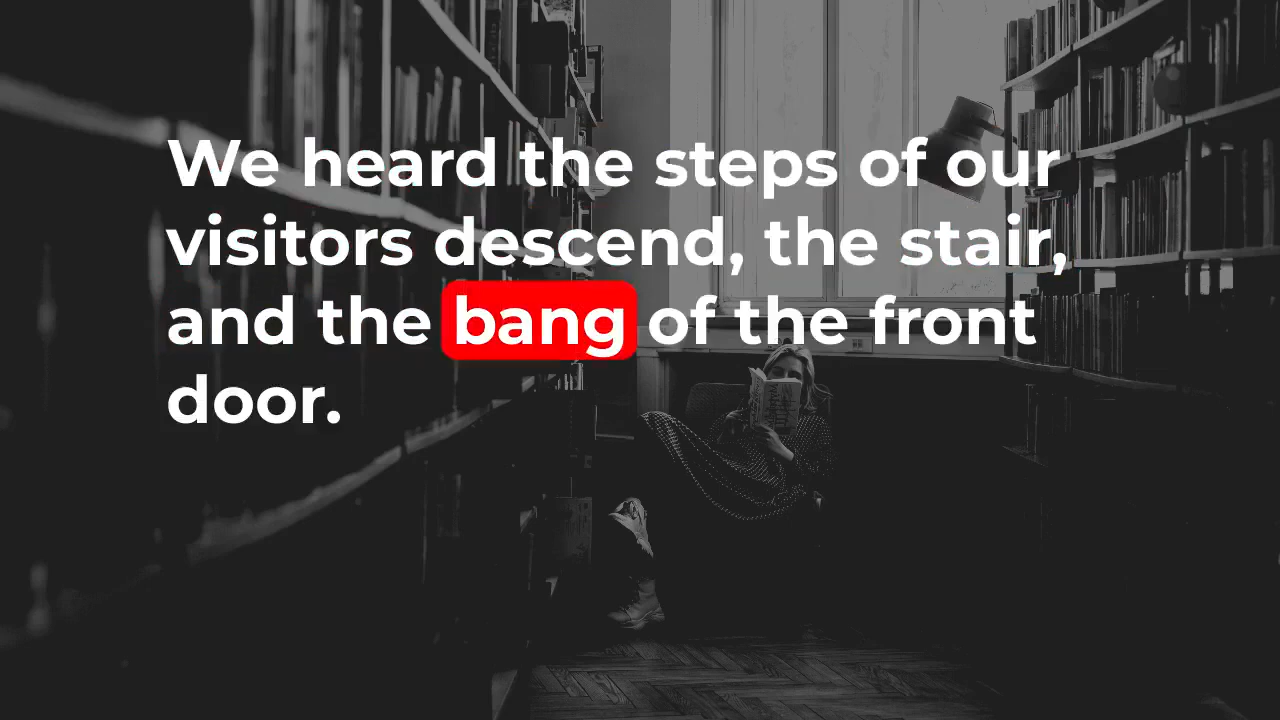 We heard the steps of our
visitors descend, the stair,
and the bang of the front
door.